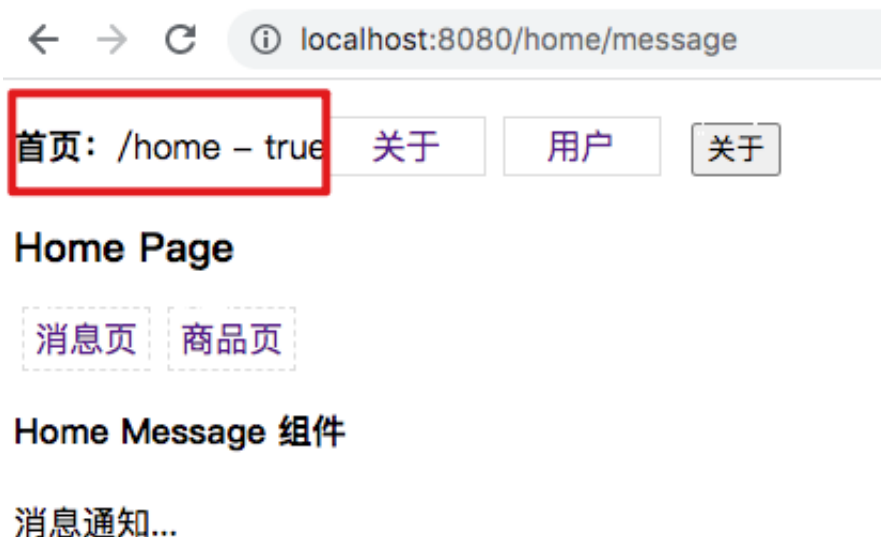 localhost:8080/home/message
首页：/home – true 关于 用户 关于
Home Page
消息页 商品页
Home Message 组件
消息通知...